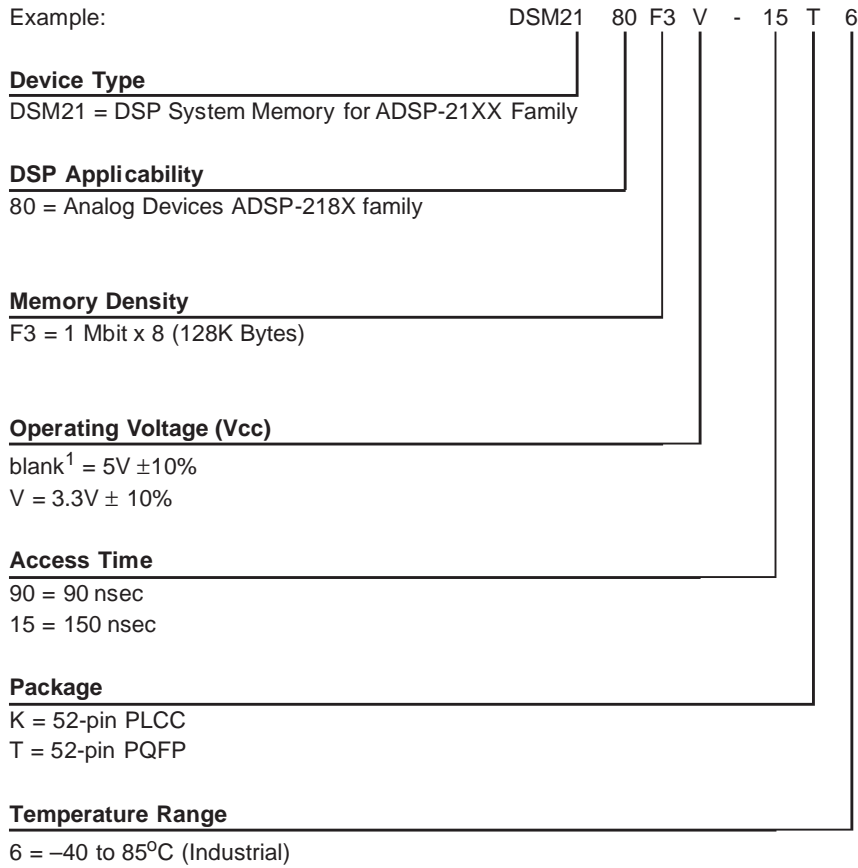 Example: DSM21 80 F3 V - 15 T 6
Device Type
DSM21 = DSP System Memory for ADSP-21XX Family
DSP Applicability
80 = Analog Devices ADSP-218X family
Memory Density
F3 = 1 Mbit x 8 (128K Bytes)
Operating Voltage (Vcc)
blank1 = 5V ±10%
V = 3.3V ± 10%
Access Time
90 = 90 nsec
15 = 150 nsec
Package
K = 52-pin PLCC
T = 52-pin PQFP
Temperature Range
6 = –40 to 85oC (Industrial)